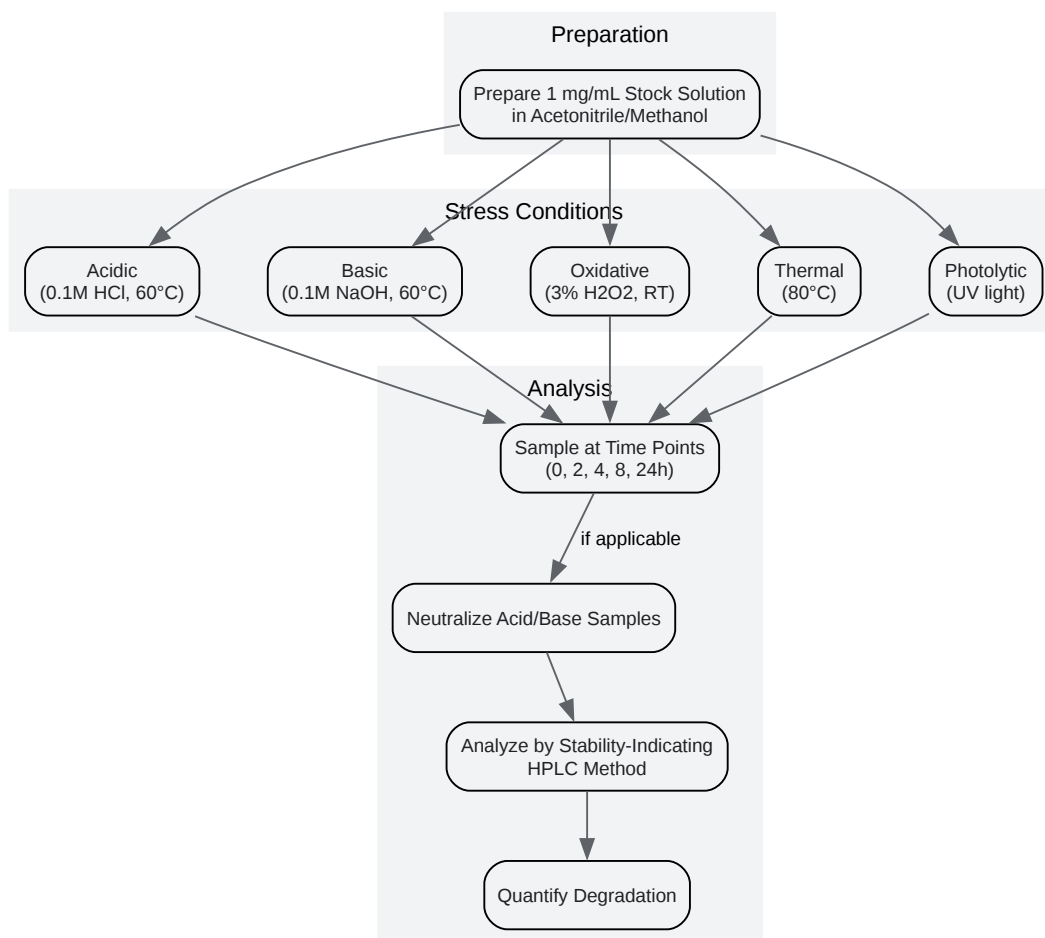 Preparation
Prepare 1 mg/mL Stock Solution
in Acetonitrile/Methanol
Stress Conditions
Acidic
(0.1M HCl, 60°C)
Basic
(0.1M NaOH, 60°C)
Oxidative
(3% H2O2, RT)
Thermal
(80°C)
Photolytic
(UV light)
Analysis
Sample at Time Points
(0, 2, 4, 8, 24h)
if applicable
Neutralize Acid/Base Samples
Analyze by Stability-Indicating
HPLC Method
Quantify Degradation